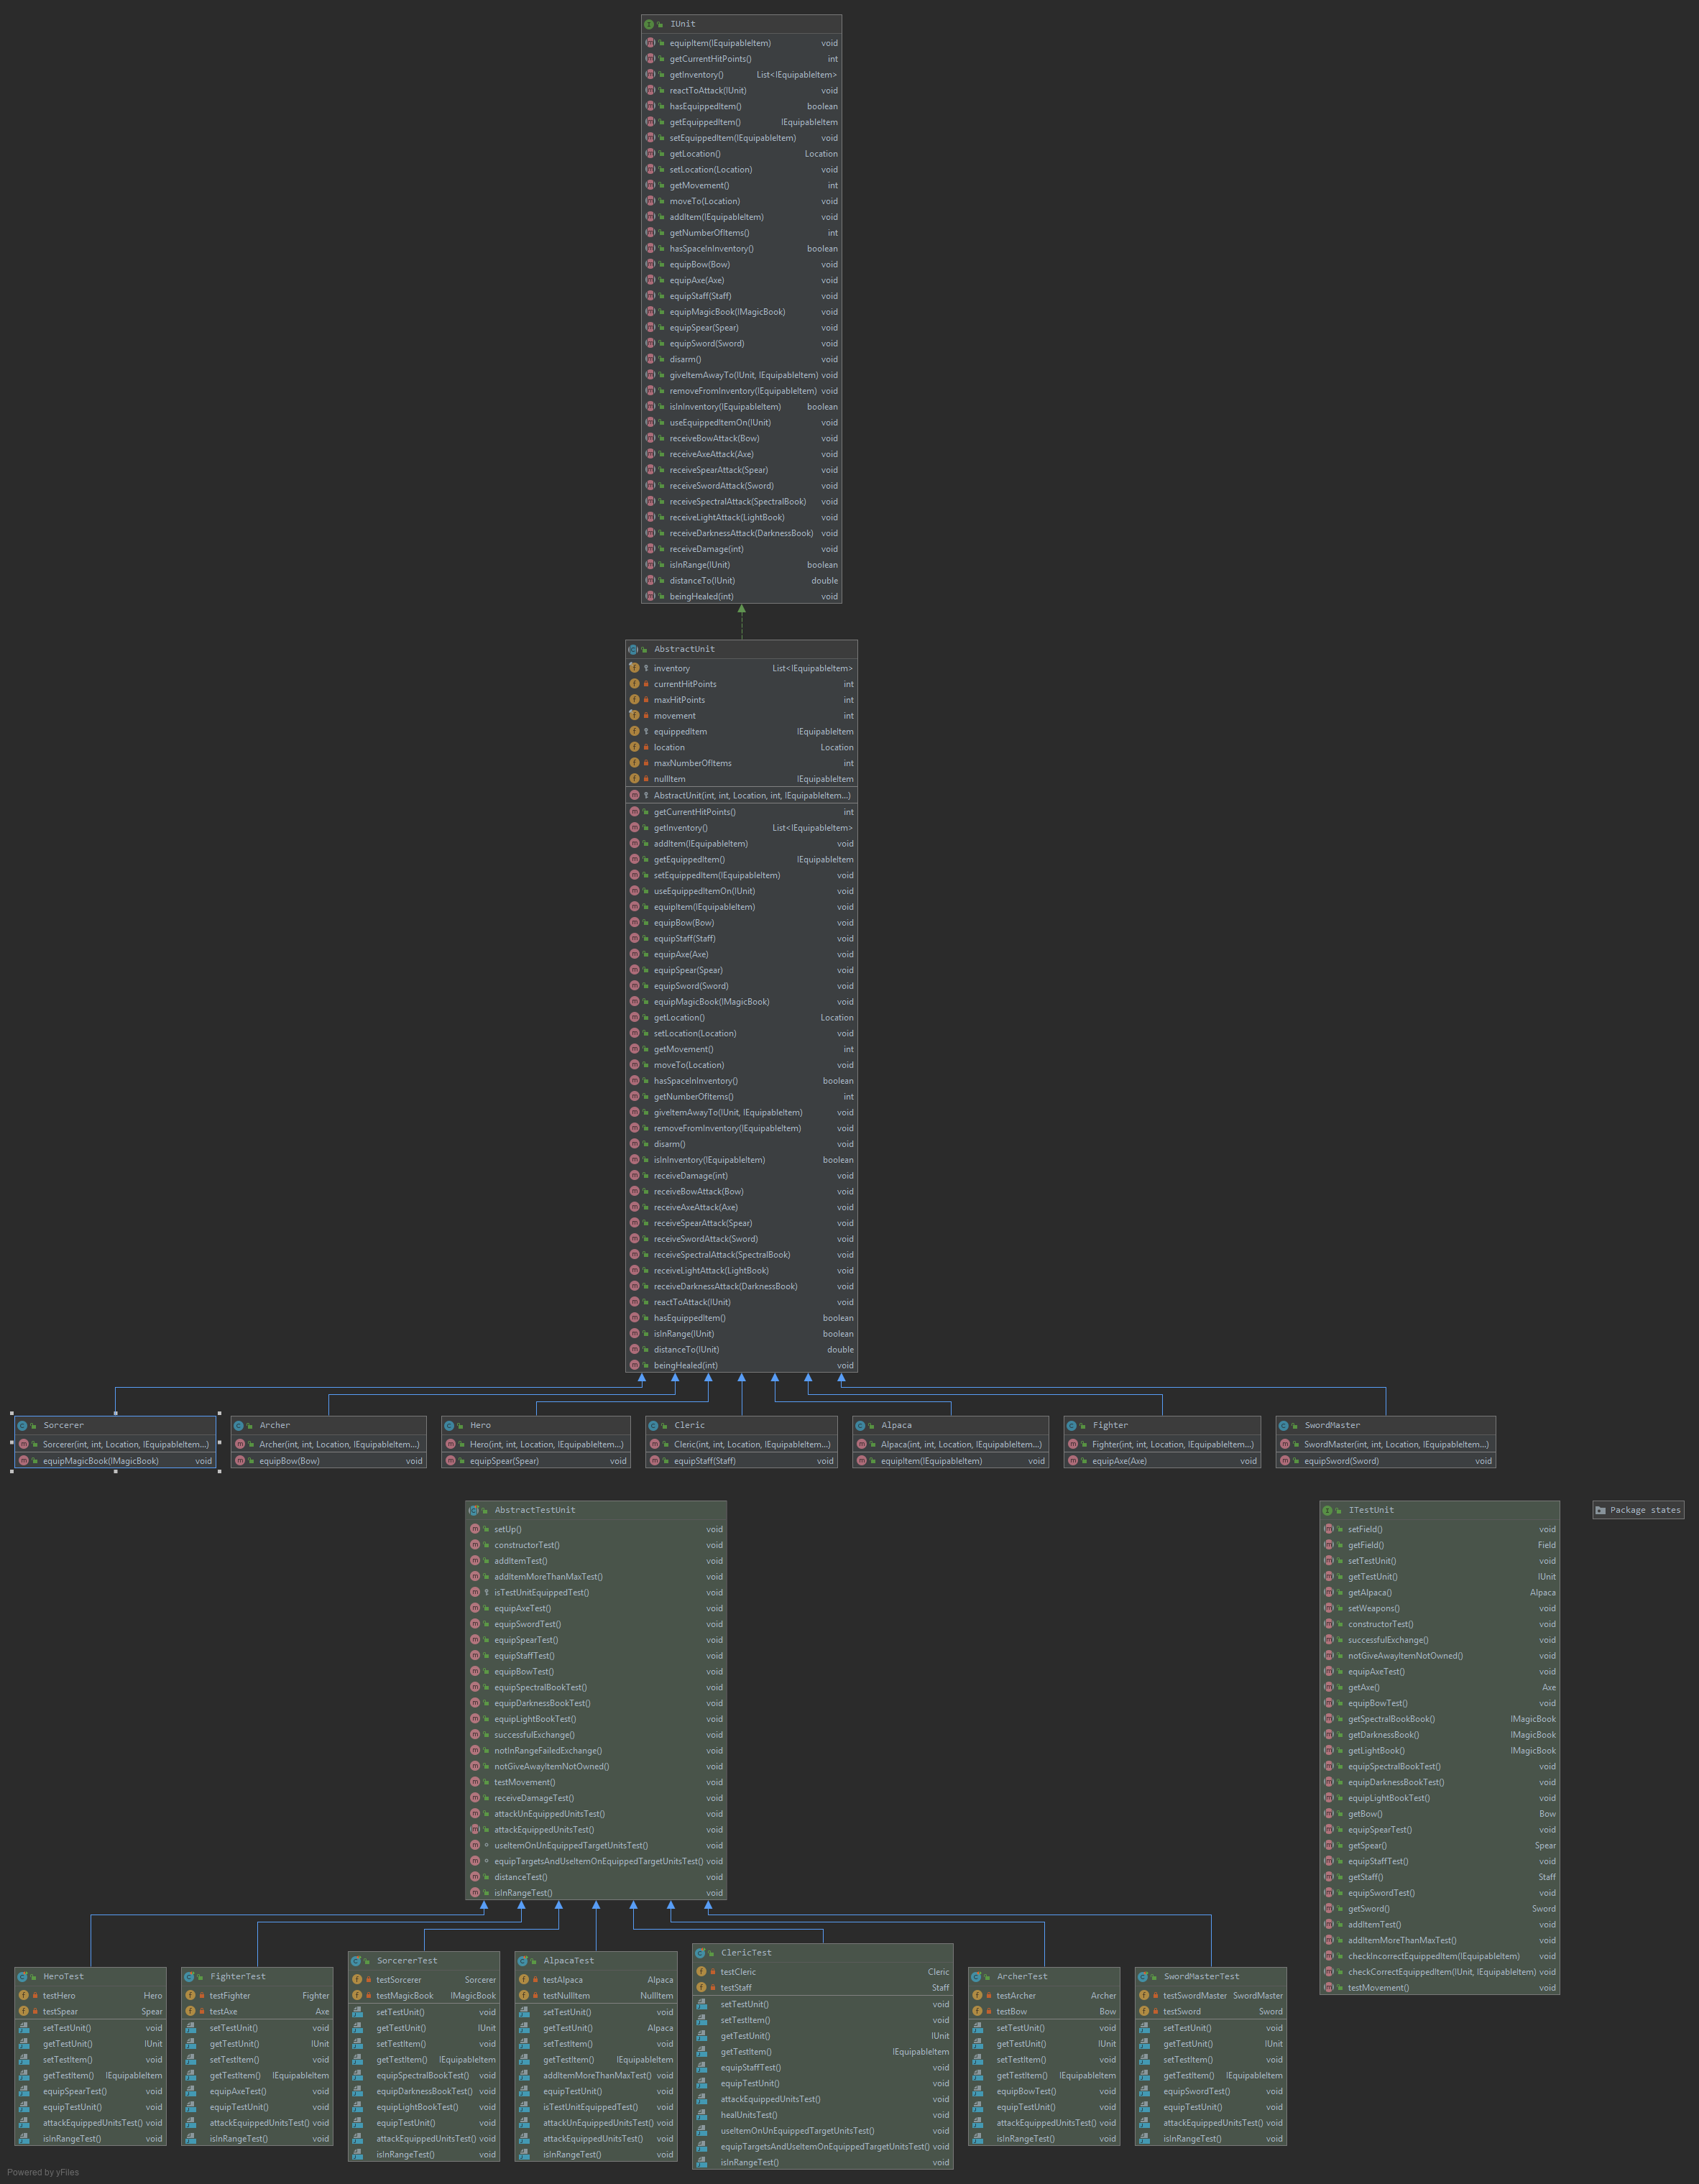 IUnit
equipItem(IEquipableItem) void
getCurrentHitPoints() int
getInventory() List<IEquipableItem>
reactToAttack(IUnit) void
hasEquippedItem() boolean
getEquippedItem() IEquipableItem
setEquippedItem(IEquipableItem) void
getLocation() Location
setLocation(Location) void
getMovement() int
moveTo(Location) void
addItem(IEquipableItem) void
getNumberOfItems() int
hasSpaceInInventory() boolean
equipBow(Bow) void
equipAxe(Axe) void
equipStaff(Staff) void
equipMagicBook(IMagicBook) void
equipSpear(Spear) void
equipSword(Sword) void
disarm() void
giveItemAwayTo(IUnit, IEquipableItem) void
removeFromInventory(IEquipableItem) void
isInInventory(IEquipableItem) boolean
useEquippedItemOn(IUnit) void
receiveBowAttack(Bow) void
receiveAxeAttack(Axe) void
receiveSpearAttack(Spear) void
receiveSwordAttack(Sword) void
receiveSpectralAttack(SpectralBook) void
receiveLightAttack(LightBook) void
receiveDarknessAttack(DarknessBook) void
receiveDamage(int) void
isInRange(IUnit) boolean
distanceTo(IUnit) double
beingHealed(int) void
AbstractUnit
inventory List<IEquipableItem>
currentHitPoints int
maxHitPoints int
movement int
equippedItem IEquipableItem
location Location
maxNumberOfItems int
nullItem IEquipableItem
AbstractUnit(int, int, Location, int, IEquipableItem...)
getCurrentHitPoints() int
getInventory() List<IEquipableItem>
addItem(IEquipableItem) void
getEquippedItem() IEquipableItem
setEquippedItem(IEquipableItem) void
useEquippedItemOn(IUnit) void
equipItem(IEquipableItem) void
equipBow(Bow) void
equipStaff(Staff) void
equipAxe(Axe) void
equipSpear(Spear) void
equipSword(Sword) void
equipMagicBook(IMagicBook) void
getLocation() Location
setLocation(Location) void
getMovement() int
moveTo(Location) void
hasSpaceInInventory() boolean
getNumberOfItems() int
giveItemAwayTo(IUnit, IEquipableItem) void
removeFromInventory(IEquipableItem) void
disarm() void
isInInventory(IEquipableItem) boolean
receiveDamage(int) void
receiveBowAttack(Bow) void
receiveAxeAttack(Axe) void
receiveSpearAttack(Spear) void
receiveSwordAttack(Sword) void
receiveSpectralAttack(SpectralBook) void
receiveLightAttack(LightBook) void
receiveDarknessAttack(DarknessBook) void
reactToAttack(IUnit) void
hasEquippedItem() boolean
isInRange(IUnit) boolean
distanceTo(IUnit) double
beingHealed(int) void
Sorcerer
Sorcerer(int, int, Location, IEquipableItem...)
equipMagicBook(IMagicBook) void
Archer
Archer(int, int, Location, IEquipableItem...)
equipBow(Bow) void
Hero
Hero(int, int, Location, IEquipableItem...)
equipSpear(Spear) void
Cleric
Cleric(int, int, Location, IEquipableItem...)
equipStaff(Staff) void
Alpaca
Alpaca(int, int, Location, IEquipableItem...)
equipItem(IEquipableItem) void
Fighter
Fighter(int, int, Location, IEquipableItem...)
equipAxe(Axe) void
SwordMaster
SwordMaster(int, int, Location, IEquipableItem...)
equipSword(Sword) void
AbstractTestUnit
setUp() void
constructorTest() void
addItemTest() void
addItemMoreThanMaxTest() void
isTestUnitEquippedTest() void
equipAxeTest() void
equipSwordTest() void
equipSpearTest() void
equipStaffTest() void
equipBowTest() void
equipSpectralBookTest() void
equipDarknessBookTest() void
equipLightBookTest() void
successfulExchange() void
notInRangeFailedExchange() void
notGiveAwayItemNotOwned() void
testMovement() void
receiveDamageTest() void
attackUnEquippedUnitsTest() void
attackEquippedUnitsTest() void
useItemOnUnEquippedTargetUnitsTest() void
equipTargetsAndUseItemOnEquippedTargetUnitsTest() void
distanceTest() void
isInRangeTest() void
ITestUnit
setField() void
getField() Field
setTestUnit() void
getTestUnit() IUnit
getAlpaca() Alpaca
setWeapons() void
constructorTest() void
successfulExchange() void
notGiveAwayItemNotOwned() void
equipAxeTest() void
getAxe() Axe
equipBowTest() void
getSpectralBookBook() IMagicBook
getDarknessBook() IMagicBook
getLightBook() IMagicBook
equipSpectralBookTest() void
equipDarknessBookTest() void
equipLightBookTest() void
getBow() Bow
equipSpearTest() void
getSpear() Spear
equipStaffTest() void
getStaff() Staff
equipSwordTest() void
getSword() Sword
addItemTest() void
addItemMoreThanMaxTest() void
checkIncorrectEquippedItem(IEquipableItem) void
checkCorrectEquippedItem(IUnit, IEquipableItem) void
testMovement() void
Package states
HeroTest
testHero Hero
testSpear Spear
setTestUnit() void
getTestUnit() IUnit
setTestItem() void
getTestItem() IEquipableItem
equipSpearTest() void
equipTestUnit() void
attackEquippedUnitsTest() void
isInRangeTest() void
FighterTest
testFighter Fighter
testAxe Axe
setTestUnit() void
getTestUnit() IUnit
setTestItem() void
getTestItem() IEquipableItem
equipAxeTest() void
equipTestUnit() void
attackEquippedUnitsTest() void
isInRangeTest() void
SorcererTest
testSorcerer Sorcerer
testMagicBook IMagicBook
setTestUnit() void
getTestUnit() IUnit
setTestItem() void
getTestItem() IEquipableItem
equipSpectralBookTest() void
equipDarknessBookTest() void
equipLightBookTest() void
equipTestUnit() void
attackEquippedUnitsTest() void
isInRangeTest() void
AlpacaTest
testAlpaca Alpaca
testNullItem NullItem
setTestUnit() void
getTestUnit() Alpaca
setTestItem() void
getTestItem() IEquipableItem
addItemMoreThanMaxTest() void
equipTestUnit() void
isTestUnitEquippedTest() void
attackUnEquippedUnitsTest() void
attackEquippedUnitsTest() void
isInRangeTest() void
ClericTest
testCleric Cleric
testStaff Staff
setTestUnit() void
setTestItem() void
getTestUnit() IUnit
getTestItem() IEquipableItem
equipStaffTest() void
equipTestUnit() void
attackEquippedUnitsTest() void
healUnitsTest() void
useItemOnUnEquippedTargetUnitsTest() void
equipTargetsAndUseItemOnEquippedTargetUnitsTest() void
isInRangeTest() void
ArcherTest
testArcher Archer
testBow Bow
setTestUnit() void
getTestUnit() IUnit
setTestItem() void
getTestItem() IEquipableItem
equipBowTest() void
equipTestUnit() void
attackEquippedUnitsTest() void
isInRangeTest() void
SwordMasterTest
testSwordMaster SwordMaster
testSword Sword
setTestUnit() void
getTestUnit() IUnit
setTestItem() void
getTestItem() IEquipableItem
equipSwordTest() void
equipTestUnit() void
attackEquippedUnitsTest() void
isInRangeTest() void
Powered by yFiles